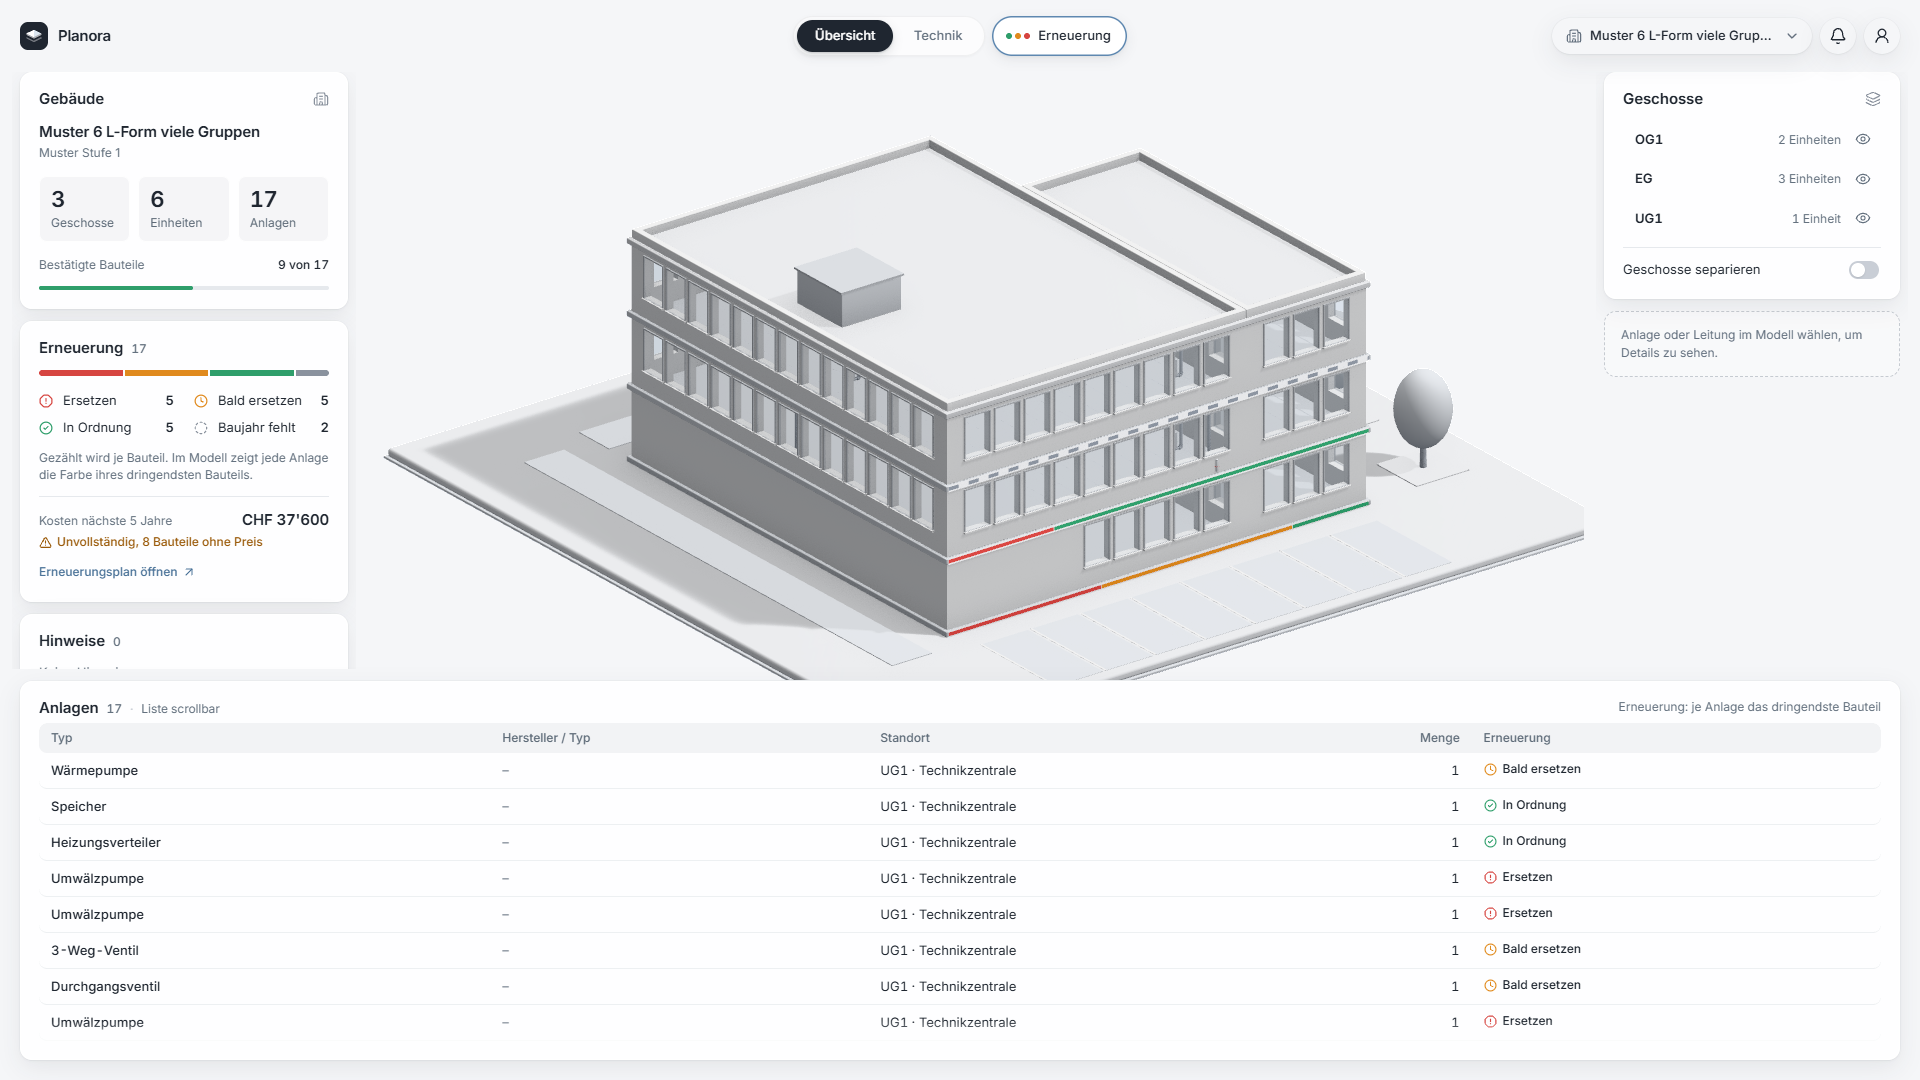 Planora
Übersicht
Technik
Erneuerung
Muster 6 L-Form viele Grup...
Gebäude
Muster 6 L-Form viele Gruppen
Muster Stufe 1
3 Geschosse
6 Einheiten
17 Anlagen
Bestätigte Bauteile 9 von 17
Erneuerung 17
Ersetzen 5
Bald ersetzen 5
In Ordnung 5
Baujahr fehlt 2
Gezählt wird je Bauteil. Im Modell zeigt jede Anlage
die Farbe ihres dringendsten Bauteils.
Kosten nächste 5 Jahre CHF 37'600
Unvollständig, 8 Bauteile ohne Preis
Erneuerungsplan öffnen
Hinweise 0
Geschosse
OG1 2 Einheiten
EG 3 Einheiten
UG1 1 Einheit
Geschosse separieren
Anlage oder Leitung im Modell wählen, um
Details zu sehen.
Anlagen 17 · Liste scrollbar
Erneuerung: je Anlage das dringendste Bauteil
Typ Hersteller / Typ Standort Menge Erneuerung
Wärmepumpe – UG1 · Technikzentrale 1 Bald ersetzen
Speicher – UG1 · Technikzentrale 1 In Ordnung
Heizungsverteiler – UG1 · Technikzentrale 1 In Ordnung
Umwälzpumpe – UG1 · Technikzentrale 1 Ersetzen
Umwälzpumpe – UG1 · Technikzentrale 1 Ersetzen
3-Weg-Ventil – UG1 · Technikzentrale 1 Bald ersetzen
Durchgangsventil – UG1 · Technikzentrale 1 Bald ersetzen
Umwälzpumpe – UG1 · Technikzentrale 1 Ersetzen